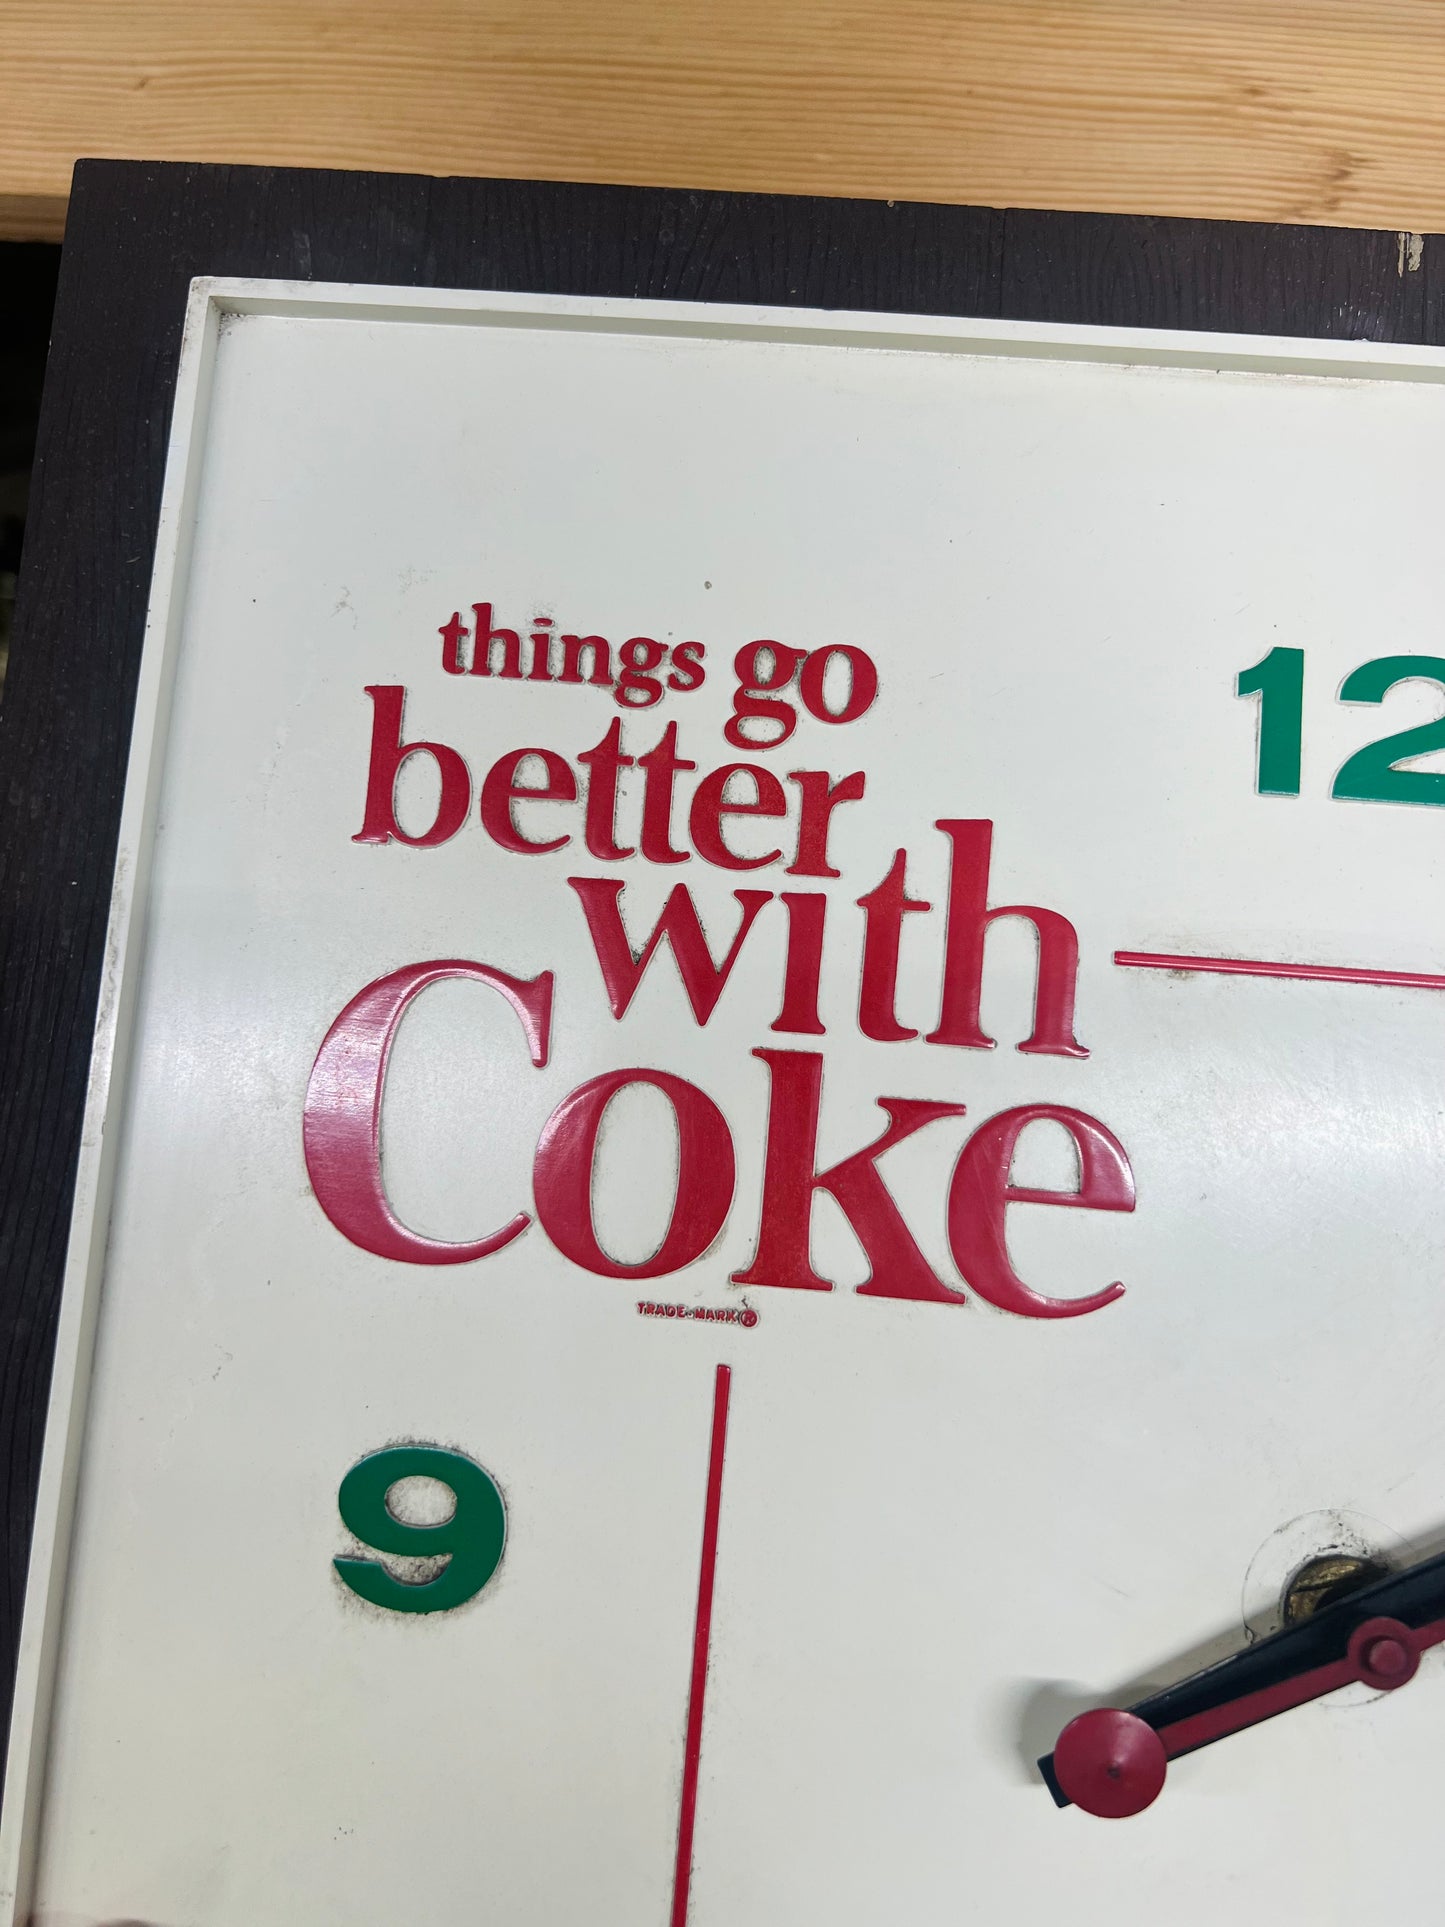 things go
better
with
Coke
TRADE-MARK ®
12
9